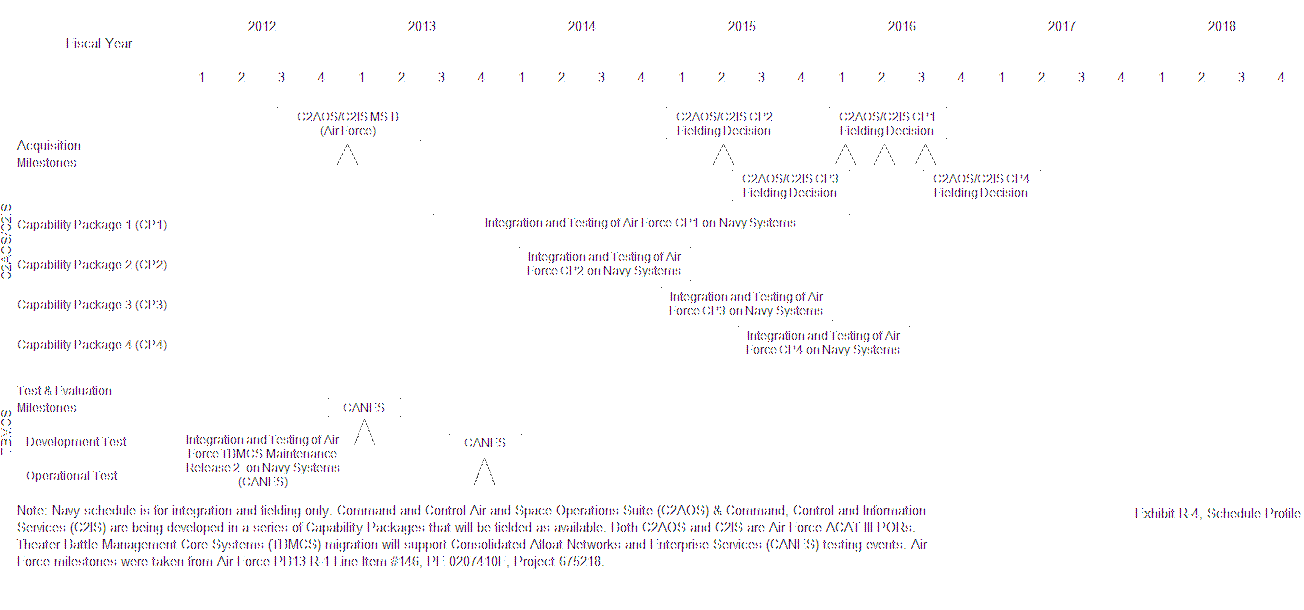 2012 2013 2014 2015 2016 2017 2018
Fiscal Year
1 2 3 4 1 2 3 4 1 2 3 4 1 2 3 4 1 2 3 4 1 2 3 4 1 2 3 4
C2AOS/C2IS MS B C2AOS/C2IS CP2 C2AOS/C2IS CP1
(Air Force) Fielding Decision Fielding Decision
Acquisition
Milestones
C2AOS/C2IS CP3 C2AOS/C2IS CP4
Fielding Decision Fielding Decision
C2AOS/C2IS
Capability Package 1 (CP1) Integration and Testing of Air Force CP1 on Navy Systems
Integration and Testing of Air
Capability Package 2 (CP2)
Force CP2 on Navy Systems
Integration and Testing of Air
Capability Package 3 (CP3)
Force CP3 on Navy Systems
Integration and Testing of Air
Capability Package 4 (CP4)
Force CP4 on Navy Systems
Test & Evaluation
Milestones CANES
TBMCS
Development Test Integration and Testing of Air CANES
Force TBMCS Maintenance
Release 2 on Navy Systems
Operational Test
(CANES)
Note: Navy schedule is for integration and fielding only. Command and Control Air and Space Operations Suite (C2AOS) & Command, Control and Information
Exhibit R-4, Schedule Profile
Services (C2IS) are being developed in a series of Capability Packages that will be fielded as available. Both C2AOS and C2IS are Air Force ACAT III PORs.
Theater Battle Management Core Systems (TBMCS) migration will support Consolidated Afloat Networks and Enterprise Services (CANES) testing events. Air
Force milestones were taken from Air Force PB13 R-1 Line Item #146, PE 0207410F, Project 675218.